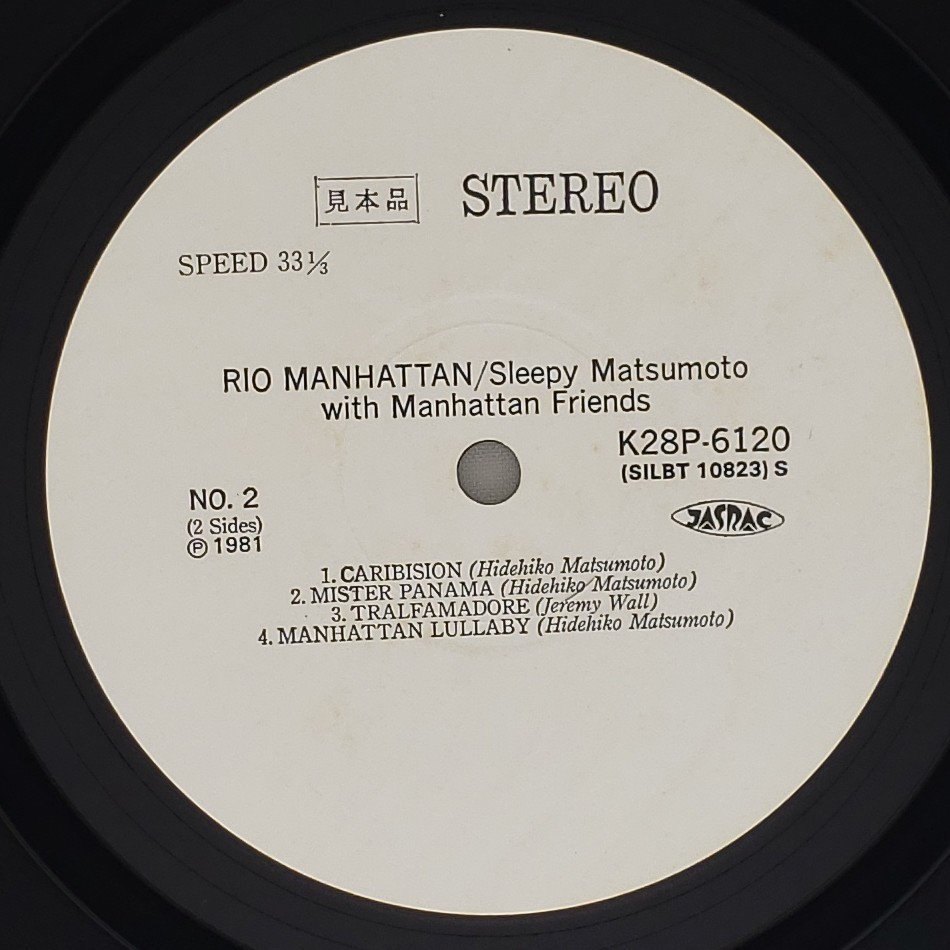 見本品 STEREO
SPEED 33 1/3
RIO MANHATTAN/Sleepy Matsumoto
with Manhattan Friends
K28P-6120
(SILBT 10823) S
JASRAC
NO. 2
(2 Sides)
Ⓟ 1981
1. CARIBISION (Hidehiko Matsumoto)
2. MISTER PANAMA (Hidehiko Matsumoto)
3. TRALFAMADORE (Jeremy Wall)
4. MANHATTAN LULLABY (Hidehiko Matsumoto)